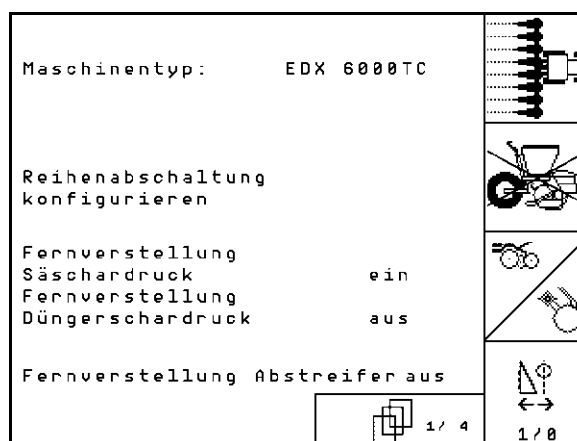 Maschinentyp: EDX 6000TC
Reihenabschaltung
konfigurieren
Fernverstellung
Säschardruck ein
Fernverstellung
Düngerschardruck aus
Fernverstellung Abstreifer aus
1/ 4
1/0